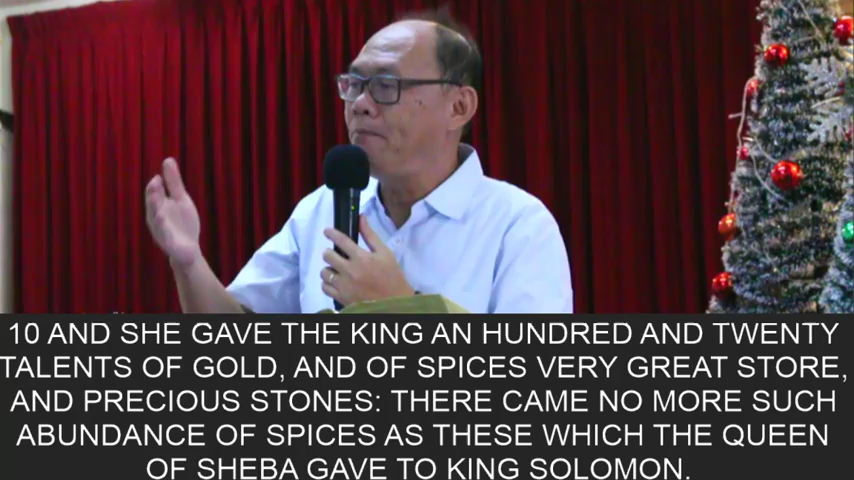 10 AND SHE GAVE THE KING AN HUNDRED AND TWENTY
TALENTS OF GOLD, AND OF SPICES VERY GREAT STORE,
AND PRECIOUS STONES: THERE CAME NO MORE SUCH
ABUNDANCE OF SPICES AS THESE WHICH THE QUEEN
OF SHEBA GAVE TO KING SOLOMON.